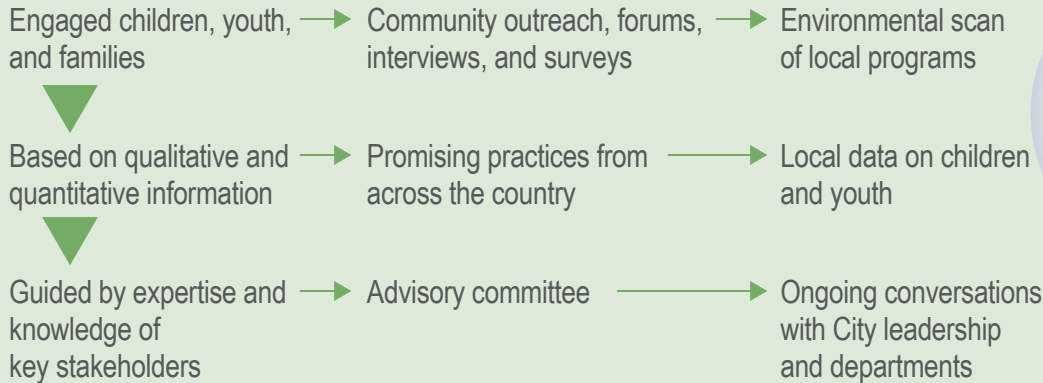 Engaged children, youth,
and families
Community outreach, forums,
interviews, and surveys
Environmental scan
of local programs
Based on qualitative and
quantitative information
Promising practices from
across the country
Local data on children
and youth
Guided by expertise and
knowledge of
key stakeholders
Advisory committee
Ongoing conversations
with City leadership
and departments